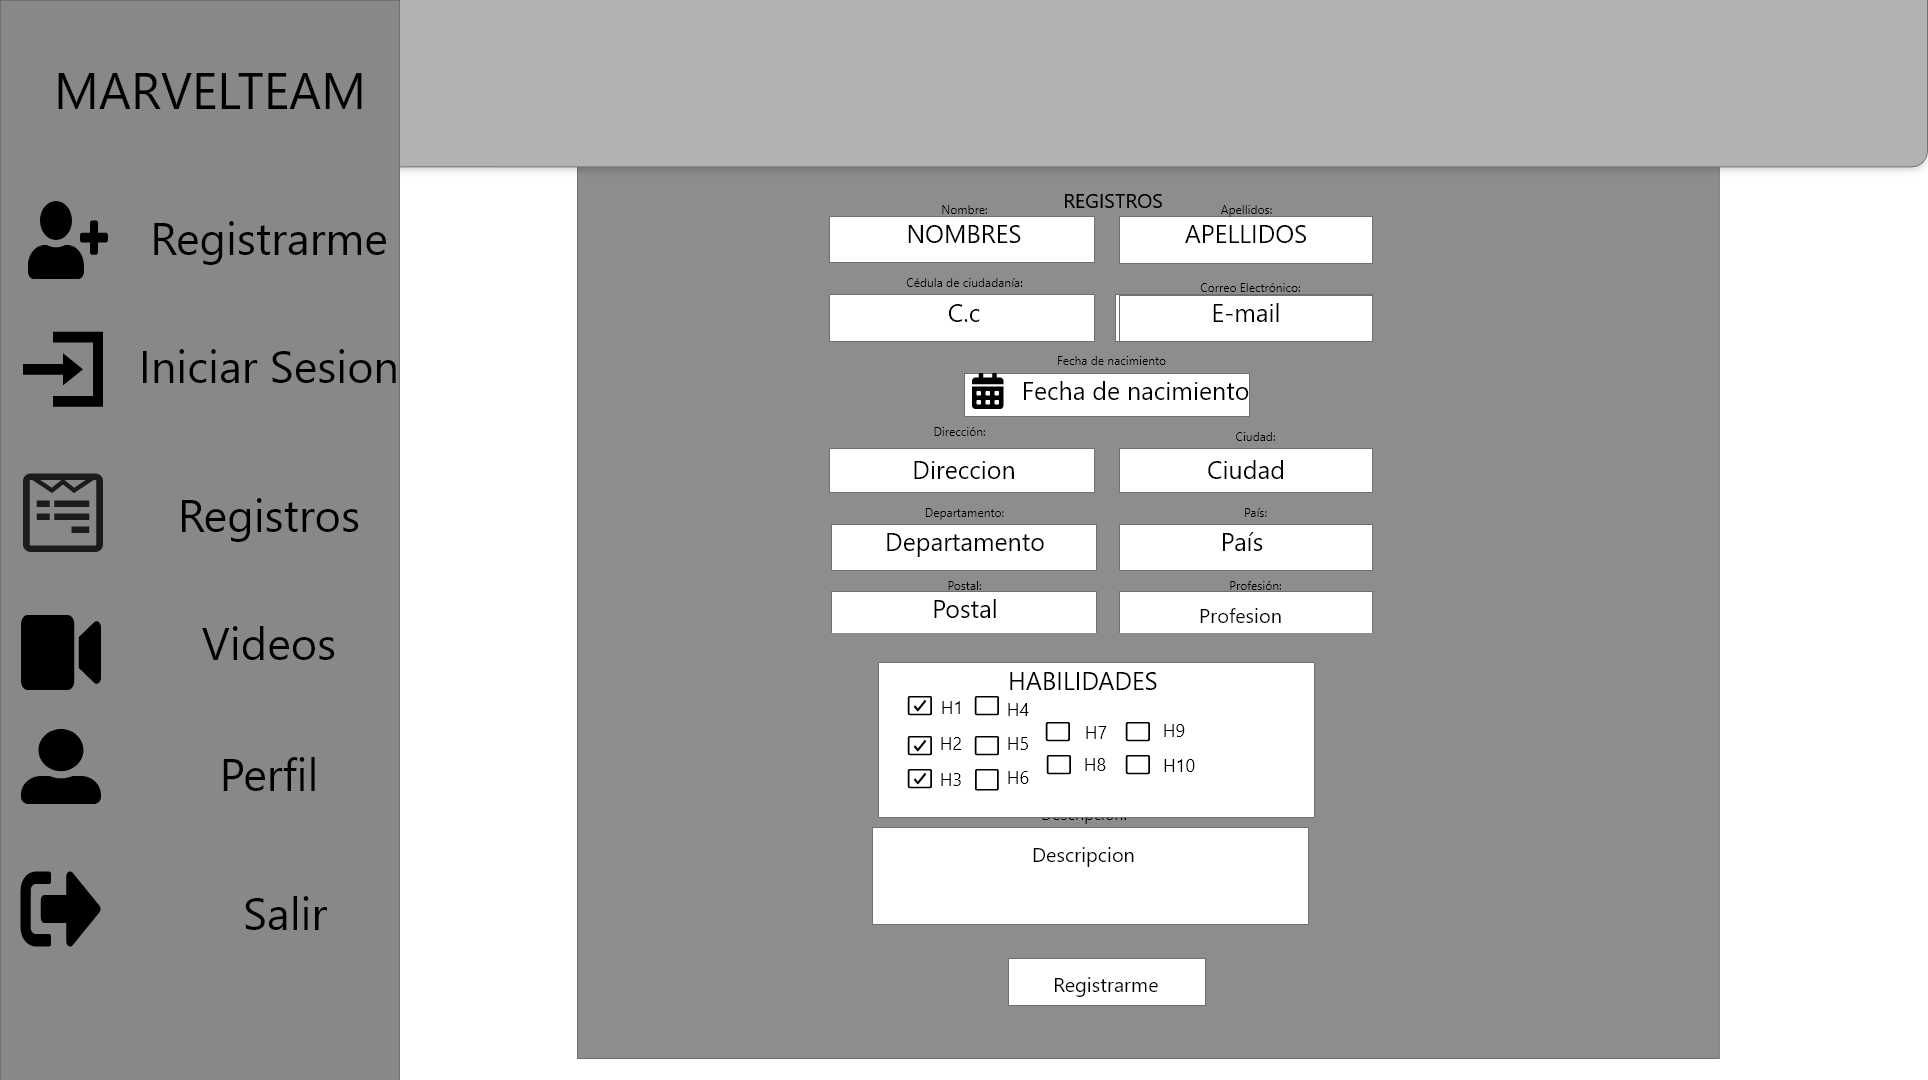 MARVELTEAM
Registrarme
Iniciar Sesion
Registros
Videos
Perfil
Salir
REGISTROS
Nombre:
Apellidos:
NOMBRES
APELLIDOS
Cédula de ciudadanía:
Correo Electrónico:
C.c
E-mail
Fecha de nacimiento
Fecha de nacimiento
Dirección:
Ciudad:
Direccion
Ciudad
Departamento:
País:
Departamento
País
Postal:
Profesión:
Postal
Profesion
HABILIDADES
H1
H4
H7
H9
H2
H5
H8
H10
H3
H6
Descripción:
Descripcion
Registrarme